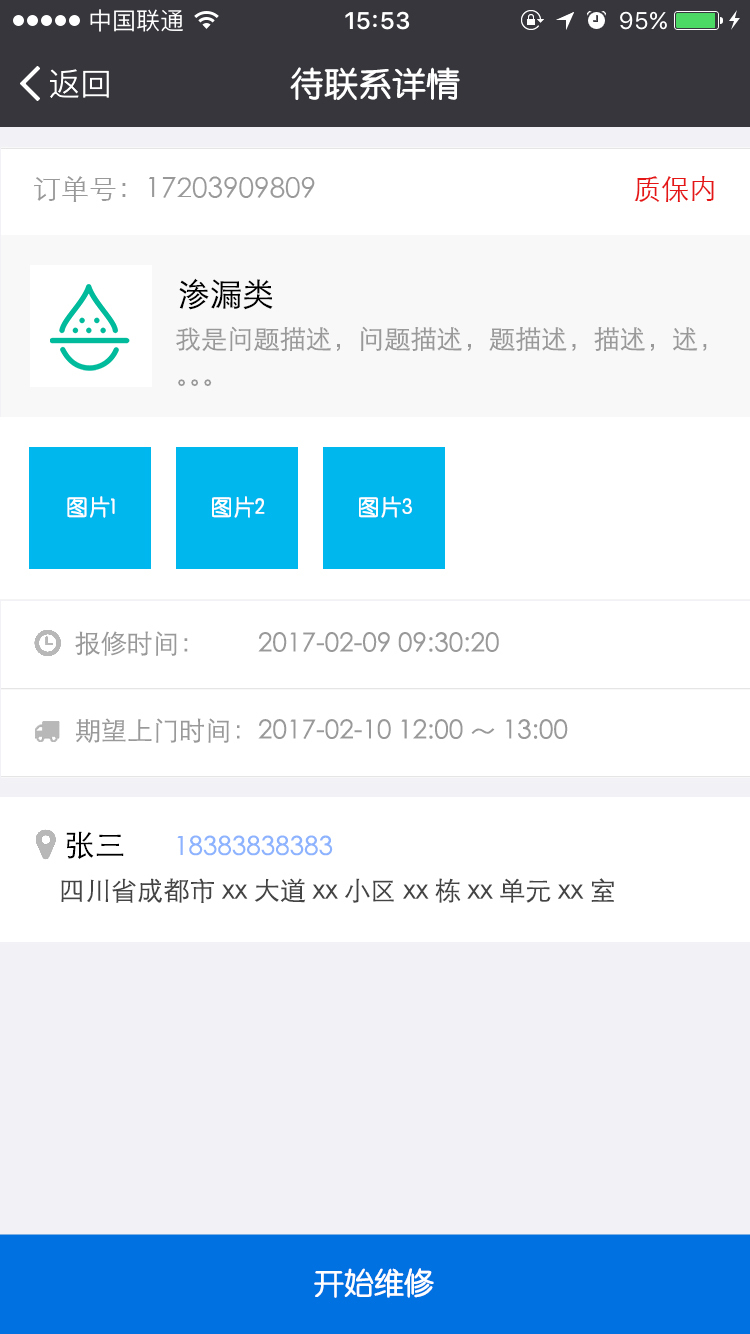 中国联通 15:53 95%
返回 待联系详情
订单号：17203909809 质保内
渗漏类
我是问题描述，问题描述，题描述，描述，述，
。。。
图片1 图片2 图片3
报修时间： 2017-02-09 09:30:20
期望上门时间：2017-02-10 12:00 ～ 13:00
张三 18383838383
四川省成都市 xx 大道 xx 小区 xx 栋 xx 单元 xx 室
开始维修